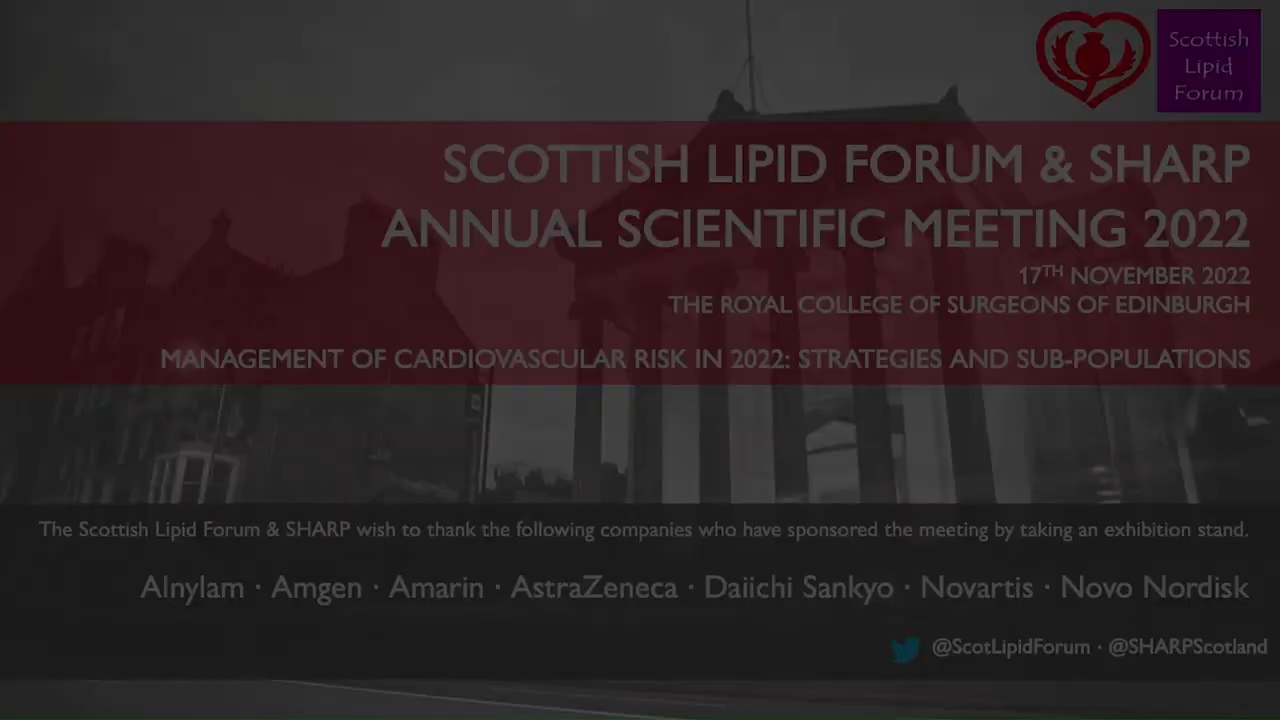 Scottish
Lipid
Forum
SCOTTISH LIPID FORUM & SHARP
ANNUAL SCIENTIFIC MEETING 2022
17TH NOVEMBER 2022
THE ROYAL COLLEGE OF SURGEONS OF EDINBURGH
MANAGEMENT OF CARDIOVASCULAR RISK IN 2022: STRATEGIES AND SUB-POPULATIONS
The Scottish Lipid Forum & SHARP wish to thank the following companies who have sponsored the meeting by taking an exhibition stand.
Alnylam · Amgen · Amarin · AstraZeneca · Daiichi Sankyo · Novartis · Novo Nordisk
@ScotLipidForum · @SHARPScotland